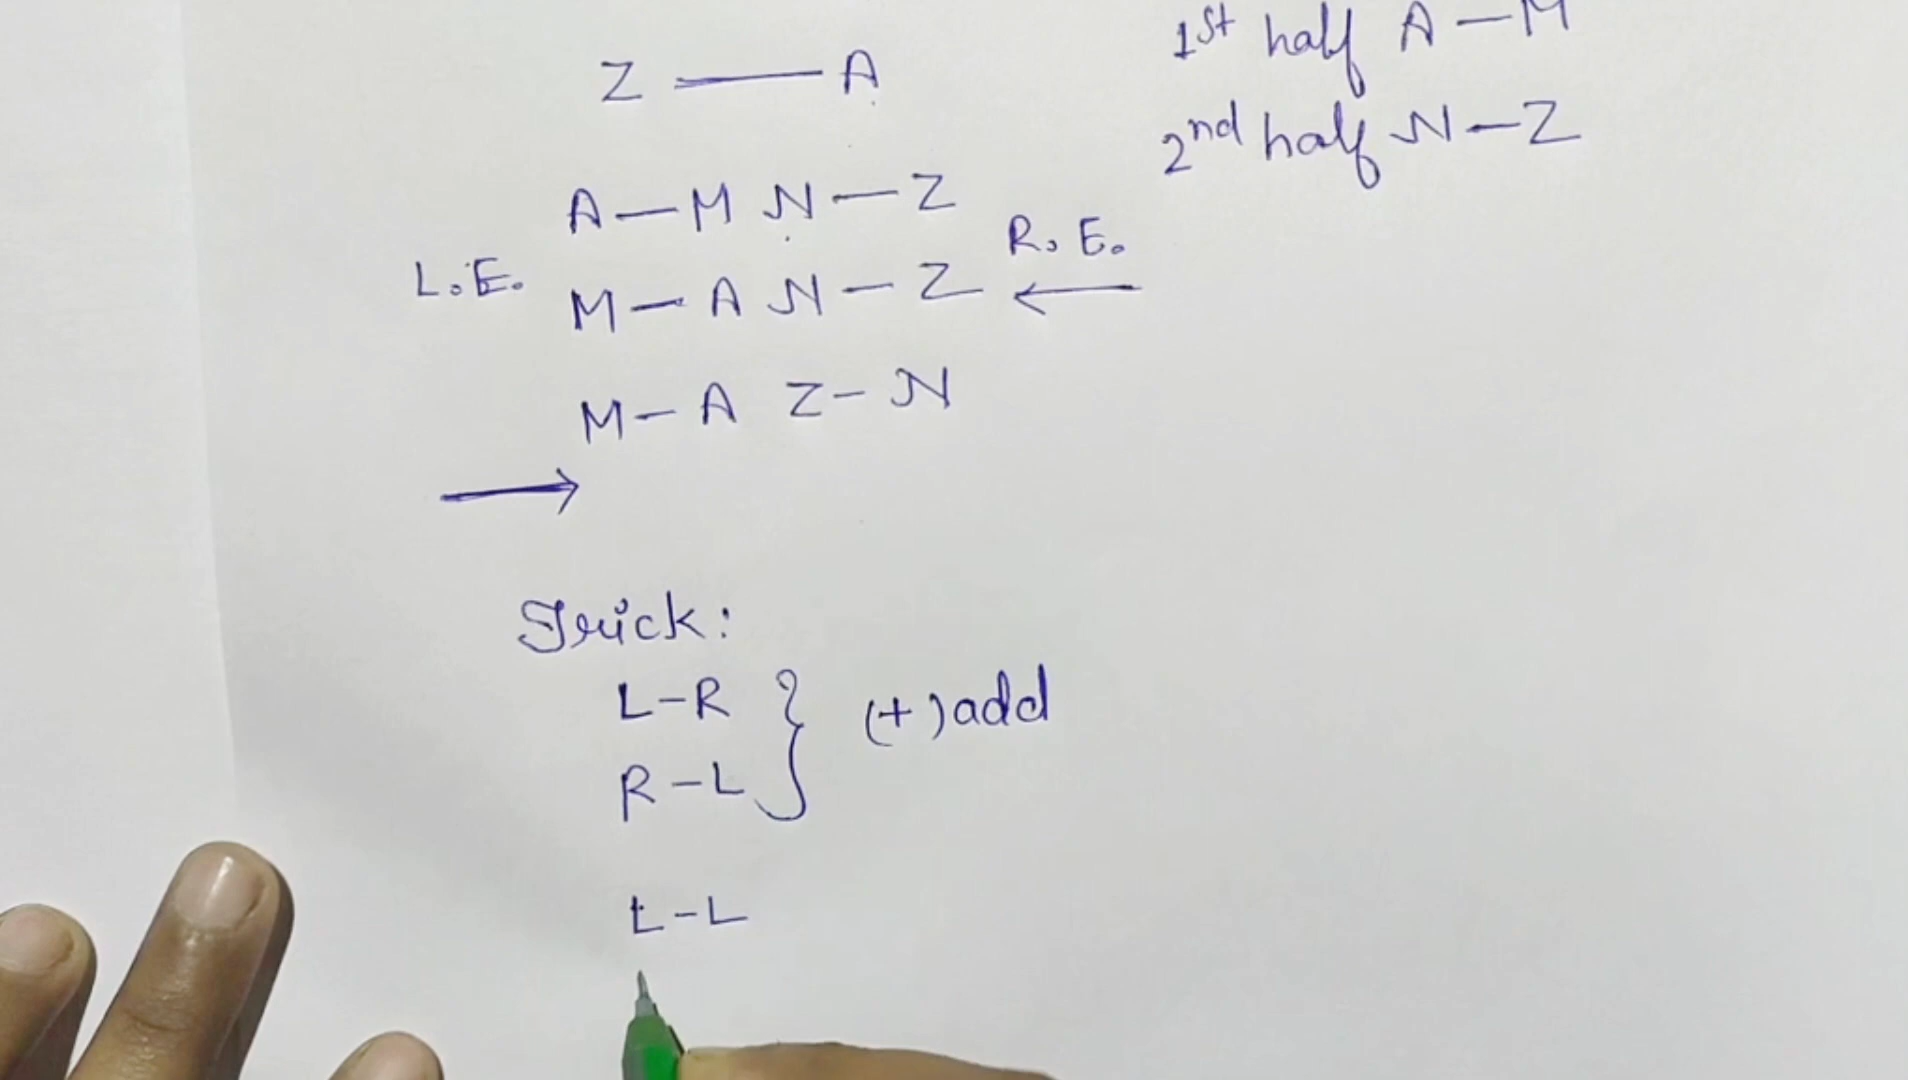 1st half A — M
Z — A
2nd half N — Z
A — M N — Z
R. E.
L. E.
M — A N — Z ←
M — A Z — N
→
Trick:
L - R
R - L } (+) add
L - L